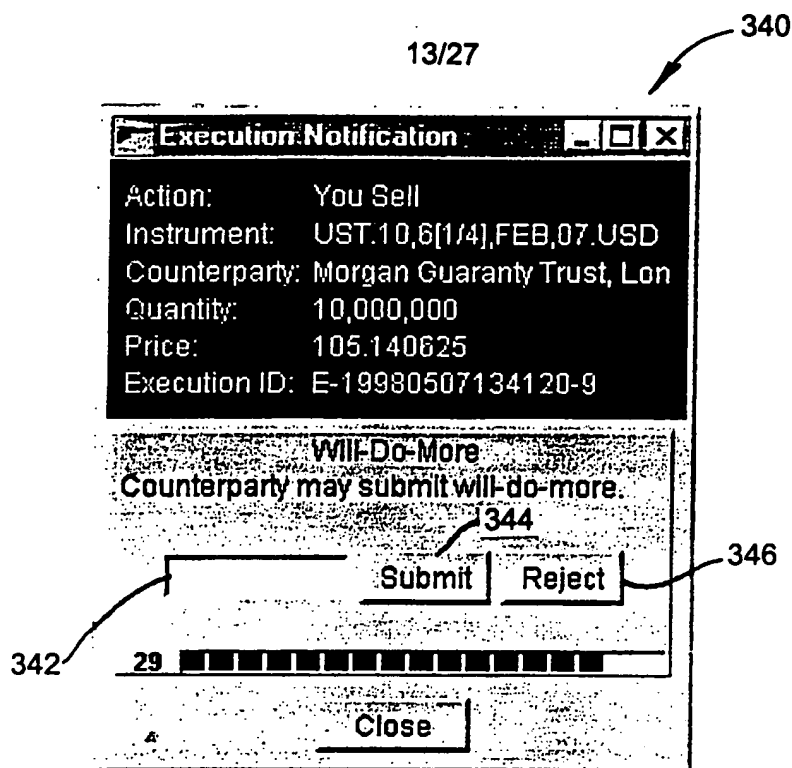 13/27
340
Execution Notification
Action: You Sell
Instrument: UST.10,6[1/4],FEB,07.USD
Counterparty: Morgan Guaranty Trust, Lon
Quantity: 10,000,000
Price: 105.140625
Execution ID: E-19980507134120-9
Will-Do-More
Counterparty may submit will-do-more.
344
Submit Reject
346
342
29
Close